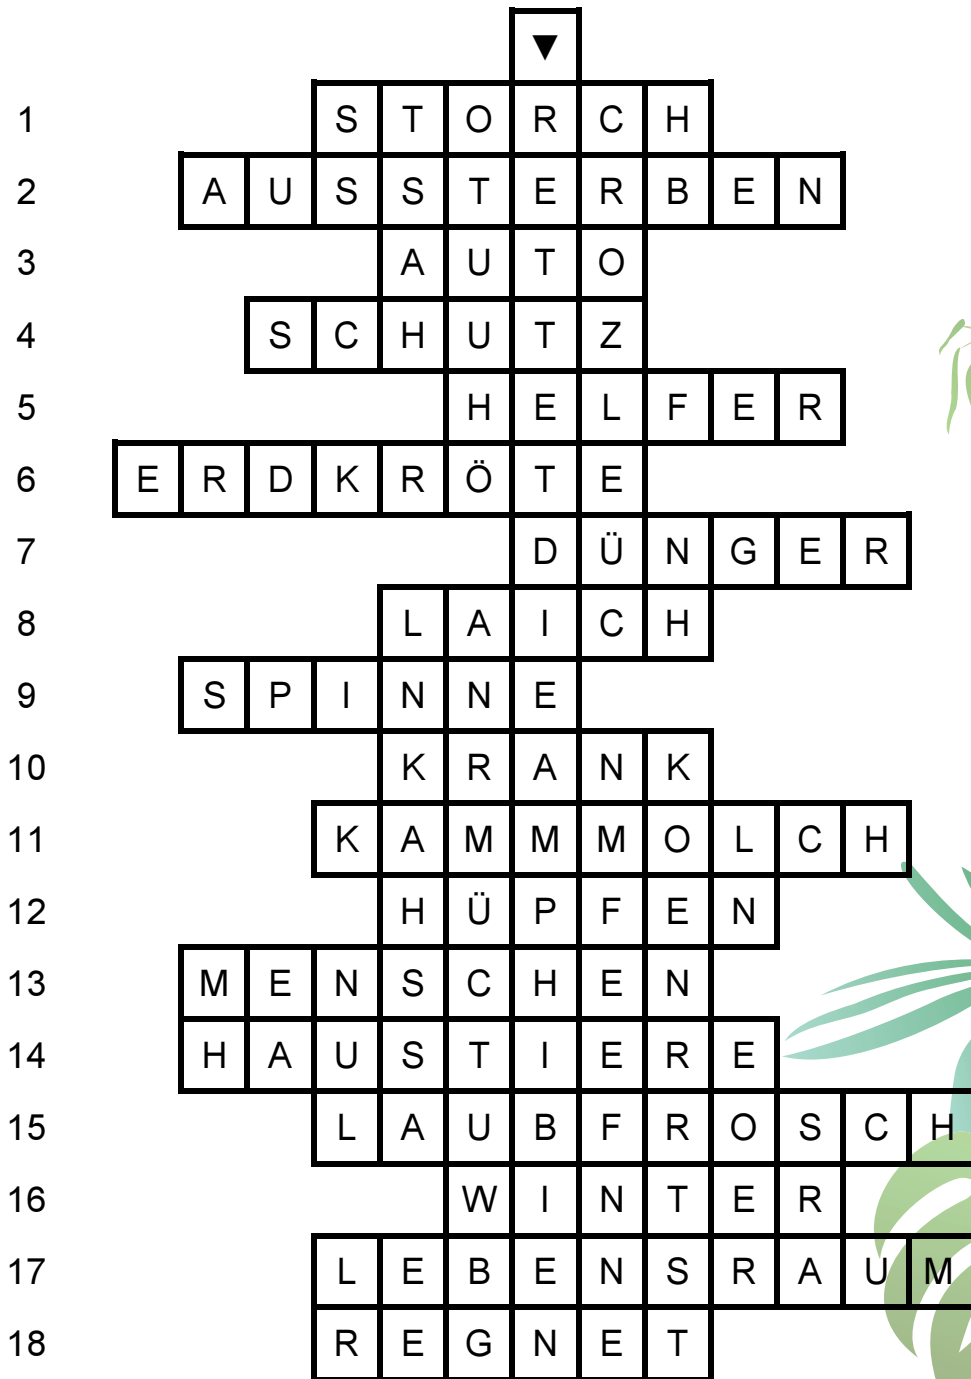 ▼
1 STORCH
2 AUSSTERBEN
3 AUTO
4 SCHUTZ
5 HELFER
6 ERDKRÖTE
7 DÜNGER
8 LAICH
9 SPINNE
10 KRANK
11 KAMMMOLCH
12 HÜPFEN
13 MENSCHEN
14 HAUSTIERE
15 LAUBFROSCH
16 WINTER
17 LEBENSRAUM
18 REGNET